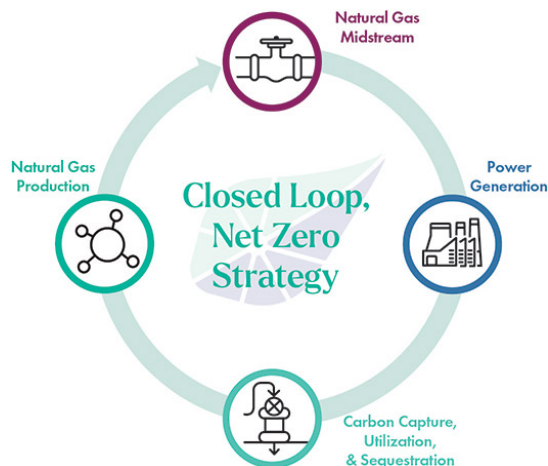 Natural Gas
Midstream
Natural Gas
Production
Power
Generation
Closed Loop,
Net Zero
Strategy
Carbon Capture,
Utilization,
& Sequestration